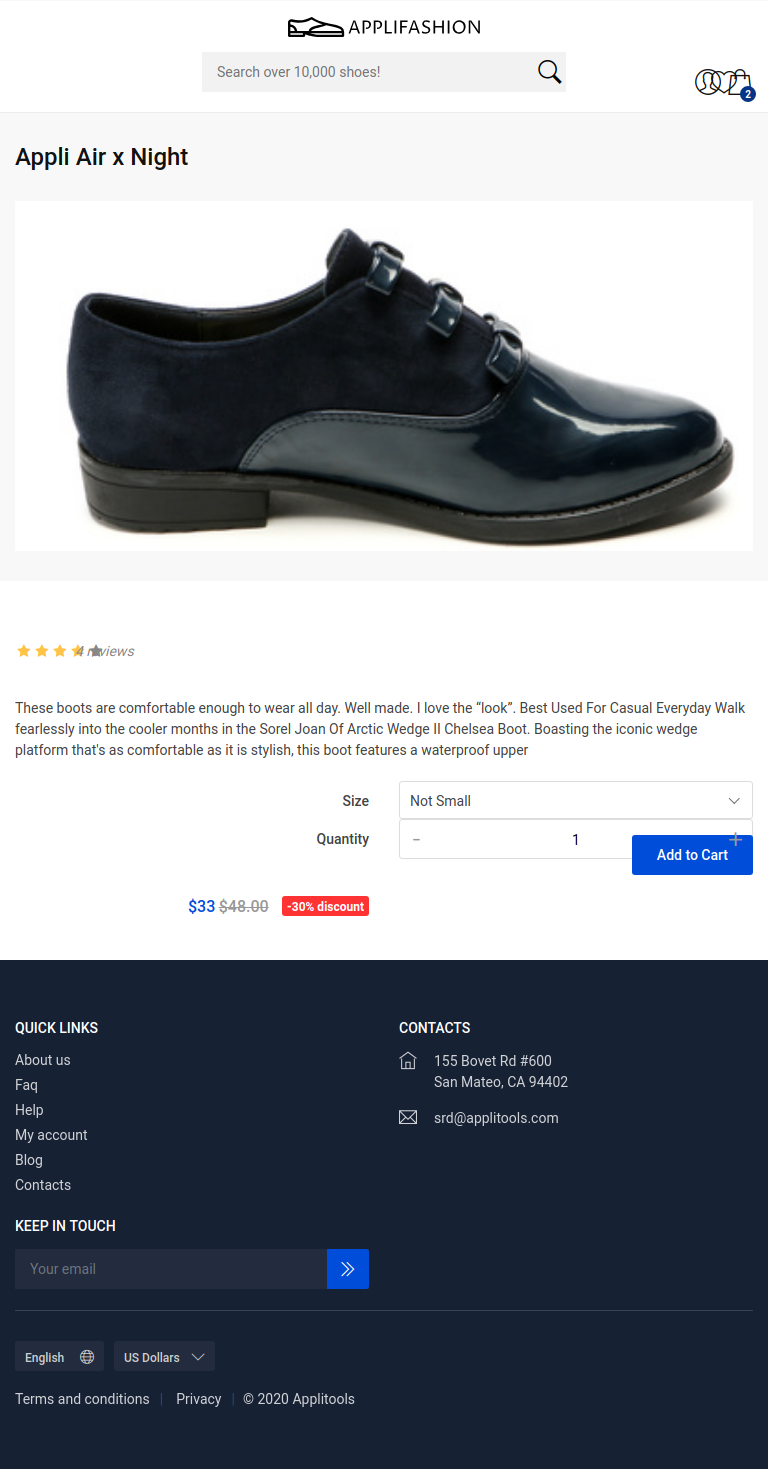 APPLIFASHION
Search over 10,000 shoes!
2
Appli Air x Night
4 reviews
These boots are comfortable enough to wear all day. Well made. I love the “look”. Best Used For Casual Everyday Walk
fearlessly into the cooler months in the Sorel Joan Of Arctic Wedge II Chelsea Boot. Boasting the iconic wedge
platform that's as comfortable as it is stylish, this boot features a waterproof upper
Size
Not Small
Quantity
- 1 +
Add to Cart
$33 $48.00 -30% discount
QUICK LINKS
About us
Faq
Help
My account
Blog
Contacts
CONTACTS
155 Bovet Rd #600
San Mateo, CA 94402
srd@applitools.com
KEEP IN TOUCH
Your email
English
US Dollars
Terms and conditions | Privacy | © 2020 Applitools